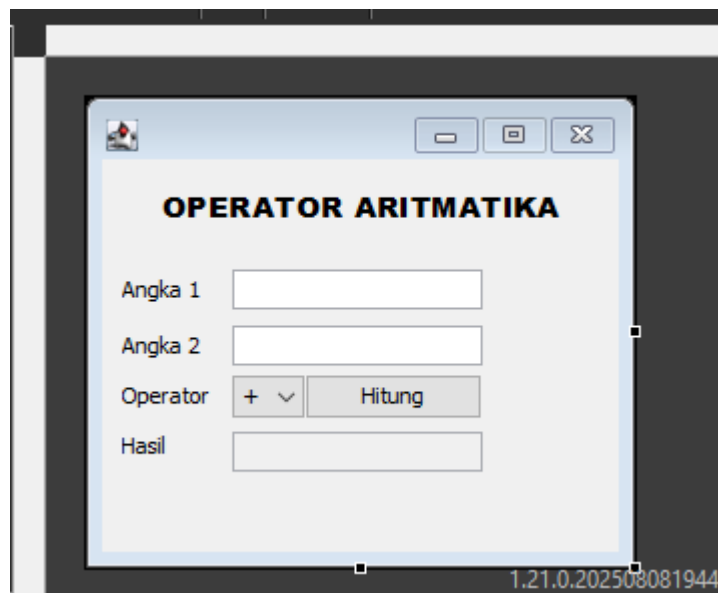 OPERATOR ARITMATIKA
Angka 1
Angka 2
Operator + Hitung
Hasil
1.21.0.202508081944